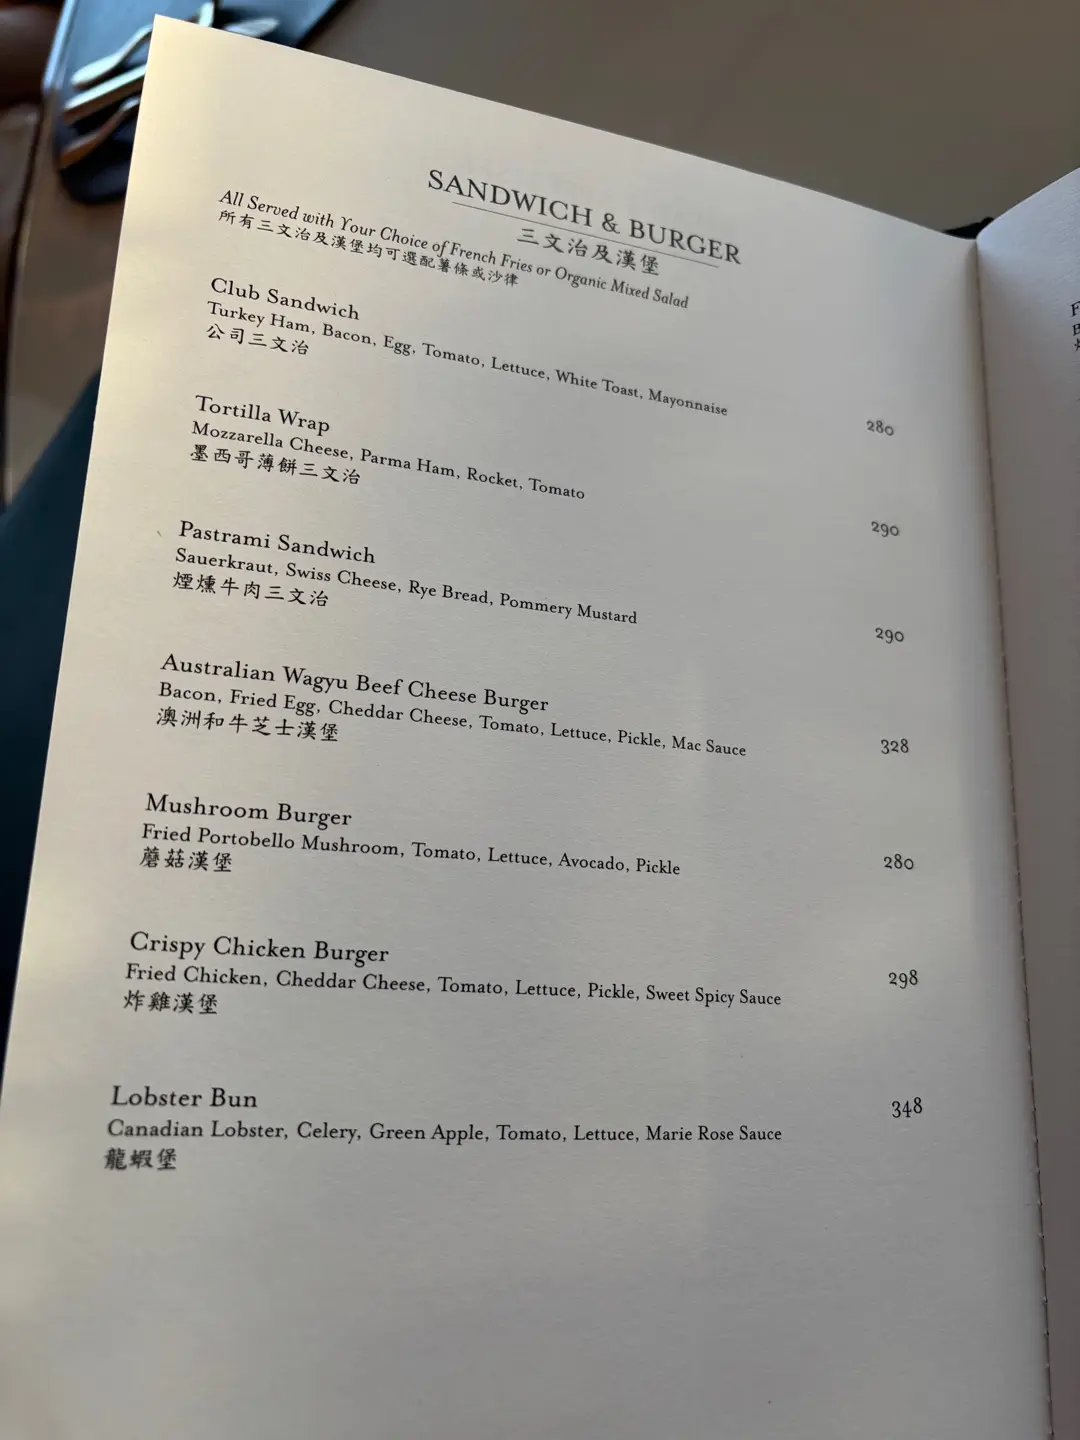 SANDWICH & BURGER
三文治及漢堡
All Served with Your Choice of French Fries or Organic Mixed Salad
所有三文治及漢堡均可選配薯條或沙律
Club Sandwich
Turkey Ham, Bacon, Egg, Tomato, Lettuce, White Toast, Mayonnaise
公司三文治
280
Tortilla Wrap
Mozzarella Cheese, Parma Ham, Rocket, Tomato
墨西哥薄餅三文治
290
Pastrami Sandwich
Sauerkraut, Swiss Cheese, Rye Bread, Pommery Mustard
煙燻牛肉三文治
290
Australian Wagyu Beef Cheese Burger
Bacon, Fried Egg, Cheddar Cheese, Tomato, Lettuce, Pickle, Mac Sauce
澳洲和牛芝士漢堡
328
Mushroom Burger
Fried Portobello Mushroom, Tomato, Lettuce, Avocado, Pickle
蘑菇漢堡
280
Crispy Chicken Burger
Fried Chicken, Cheddar Cheese, Tomato, Lettuce, Pickle, Sweet Spicy Sauce
炸雞漢堡
298
Lobster Bun
Canadian Lobster, Celery, Green Apple, Tomato, Lettuce, Marie Rose Sauce
龍蝦堡
348